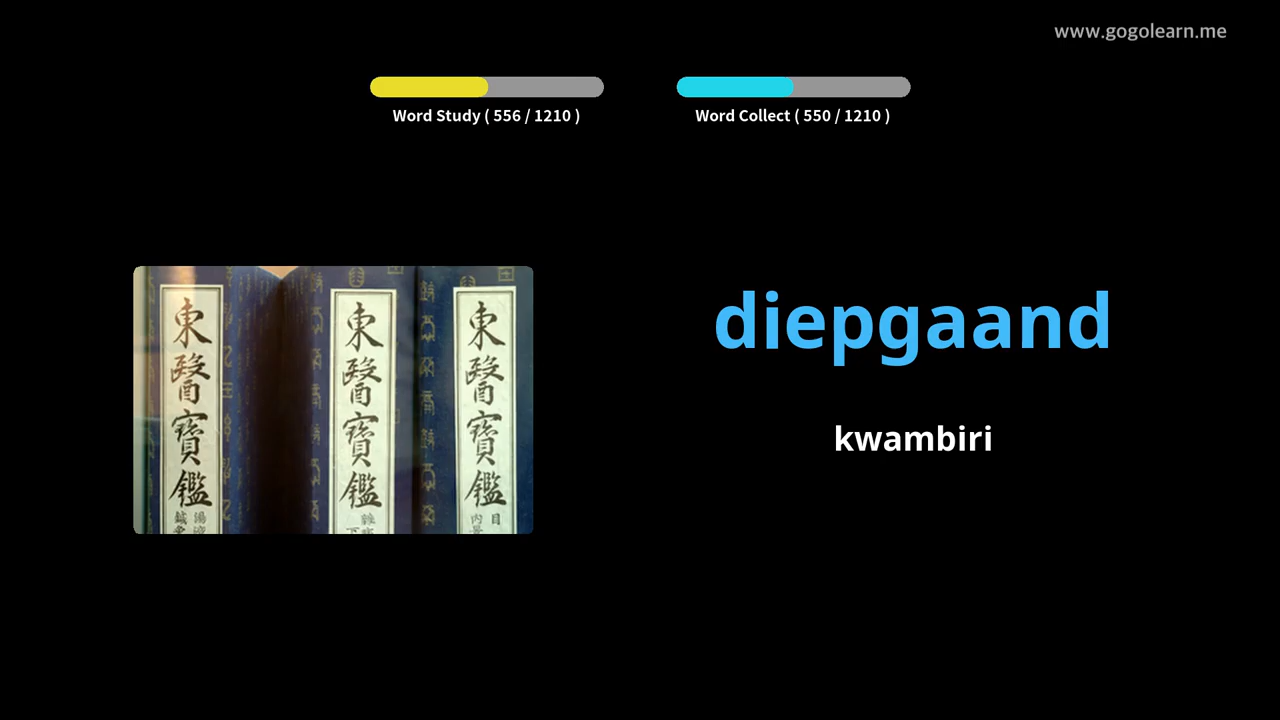 www.gogolearn.me
Word Study ( 556 / 1210 )
Word Collect ( 550 / 1210 )
東醫寶鑑
東醫寶鑑
東醫寶鑑
diepgaand
kwambiri